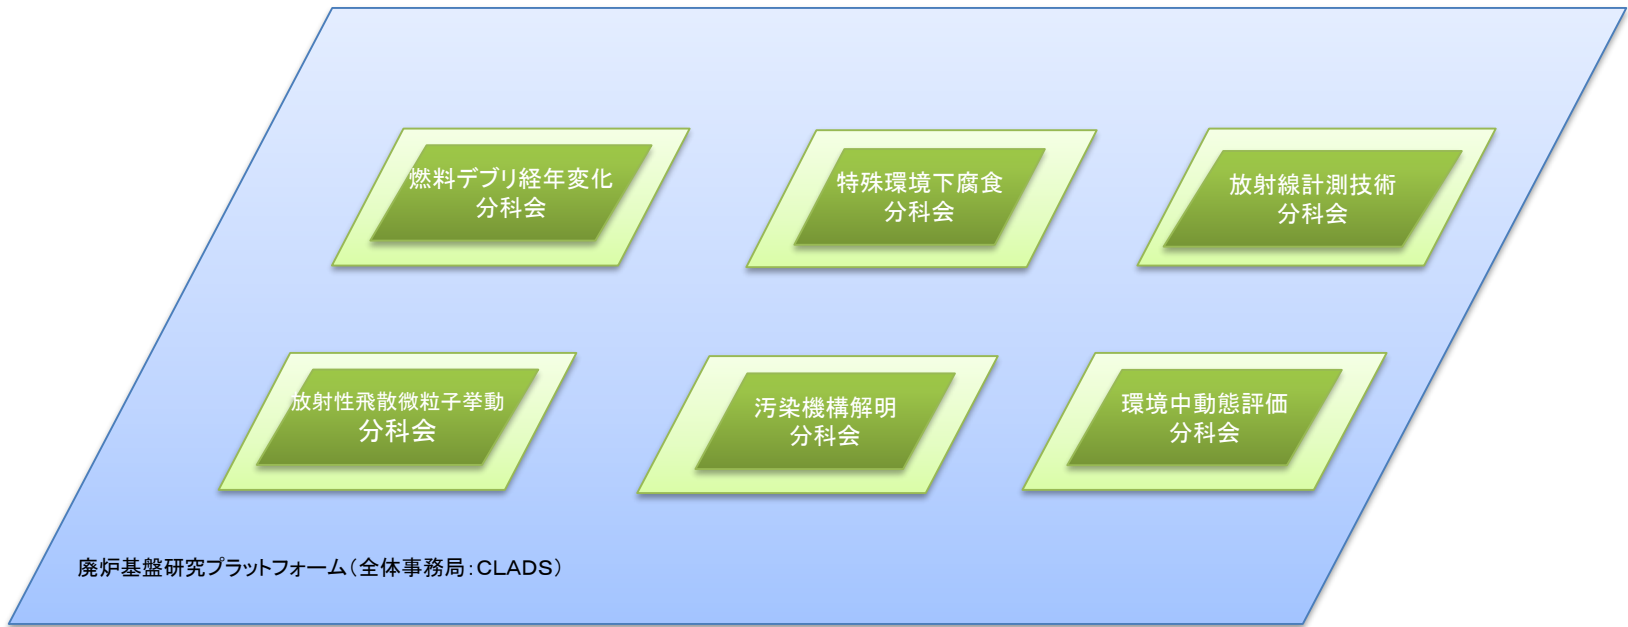 燃料デブリ経年変化
分科会
特殊環境下腐食
分科会
放射線計測技術
分科会
放射性飛散微粒子挙動
分科会
汚染機構解明
分科会
環境中動態評価
分科会
廃炉基盤研究プラットフォーム（全体事務局：CLADS）